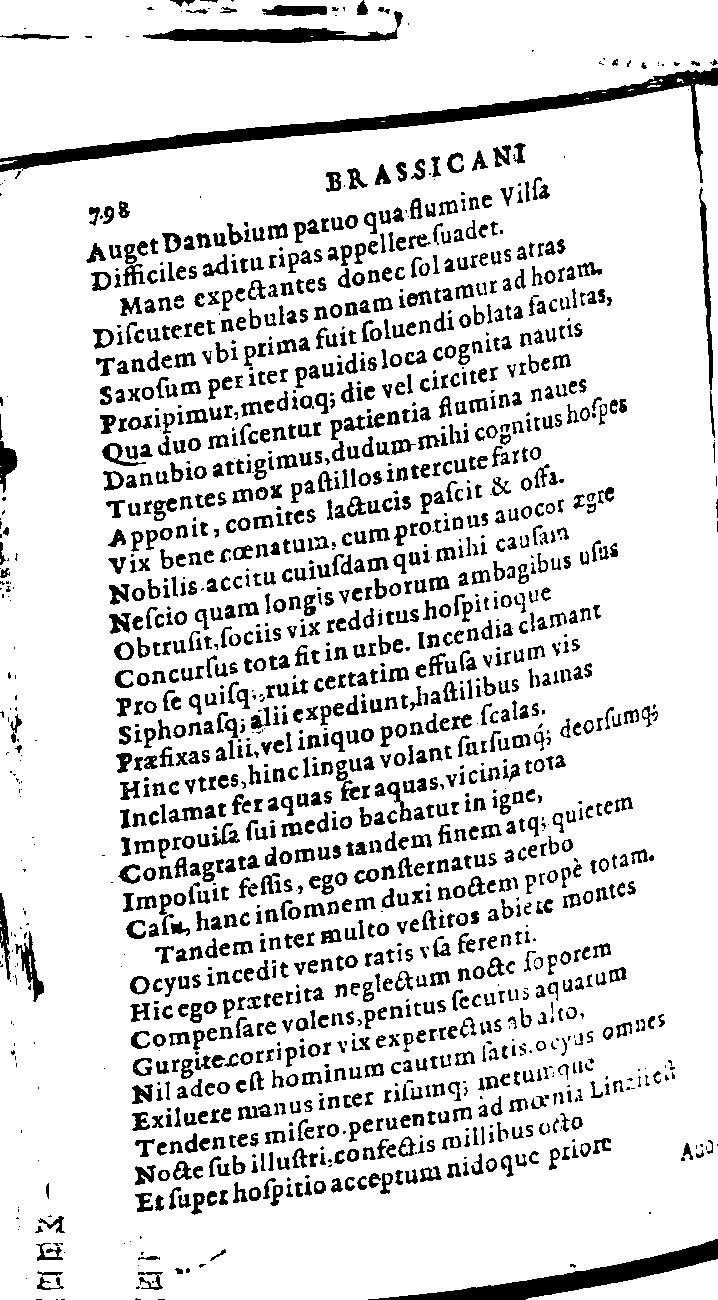 798
BRASSICANI
Auget Danubium paruo qua flumine Vilſa
Difficiles aditu ripas appellere ſuadet.
Mane expectantes donec ſol aureus atras
Diſcuteret nebulas nonam ientamur ad horam.
Tandem vbi prima fuit ſoluendi oblata facultas,
Saxoſum per iter pauidis loca cognita nautis
Proripimur, medioq; die vel circiter vrbem
Qua duo miſcentur patientia flumina naues
Danubio attigimus, dudum mihi cognitus hoſpes
Turgentes mox paſtillos intercute farto
Apponit, comites lactucis paſcit & offa.
Vix bene cœnatum, cum protinus auocor ægre
Nobilis accitu cuiuſdam qui mihi cauſam
Neſcio quam longis verborum ambagibus uſus
Obtruſit, ſociis vix redditus hoſpitioque
Concurſus tota fit in urbe. Incendia clamant
Pro ſe quiſq; ruit certatim effuſa virum vis
Siphonaſq; alii expediunt, haſtilibus hamas
Præfixas alii, vel iniquo pondere ſcalas.
Hinc vtres, hinc lingua volant ſurſumq́; deorſumq́;
Inclamat fer aquas fer aquas, vicinia tota
Improuiſa ſui medio bachatur in igne,
Conflagrata domus tandem finem atq; quietem
Impoſuit feſſis, ego conſternatus acerbo
Caſu, hanc inſomnem duxi noctem propè totam.
Tandem inter multo veſtitos abiete montes
Ocyus incedit vento ratis vſa ferenti.
Hic ego præterita neglectum nocte ſoporem
Compenſare volens, penitus ſecurus aquarum
Gurgite corripior vix experrectus ab alto,
Nil adeo eſt hominum cautum ſatis. ocyus omnes
Exiluere manus inter riſumq; metumque
Tendentes miſero. peruentum ad mœnia Linzii eſt
Nocte ſub illuſtri, confectis millibus octo
Et ſuper hoſpitio acceptum nidoque priore